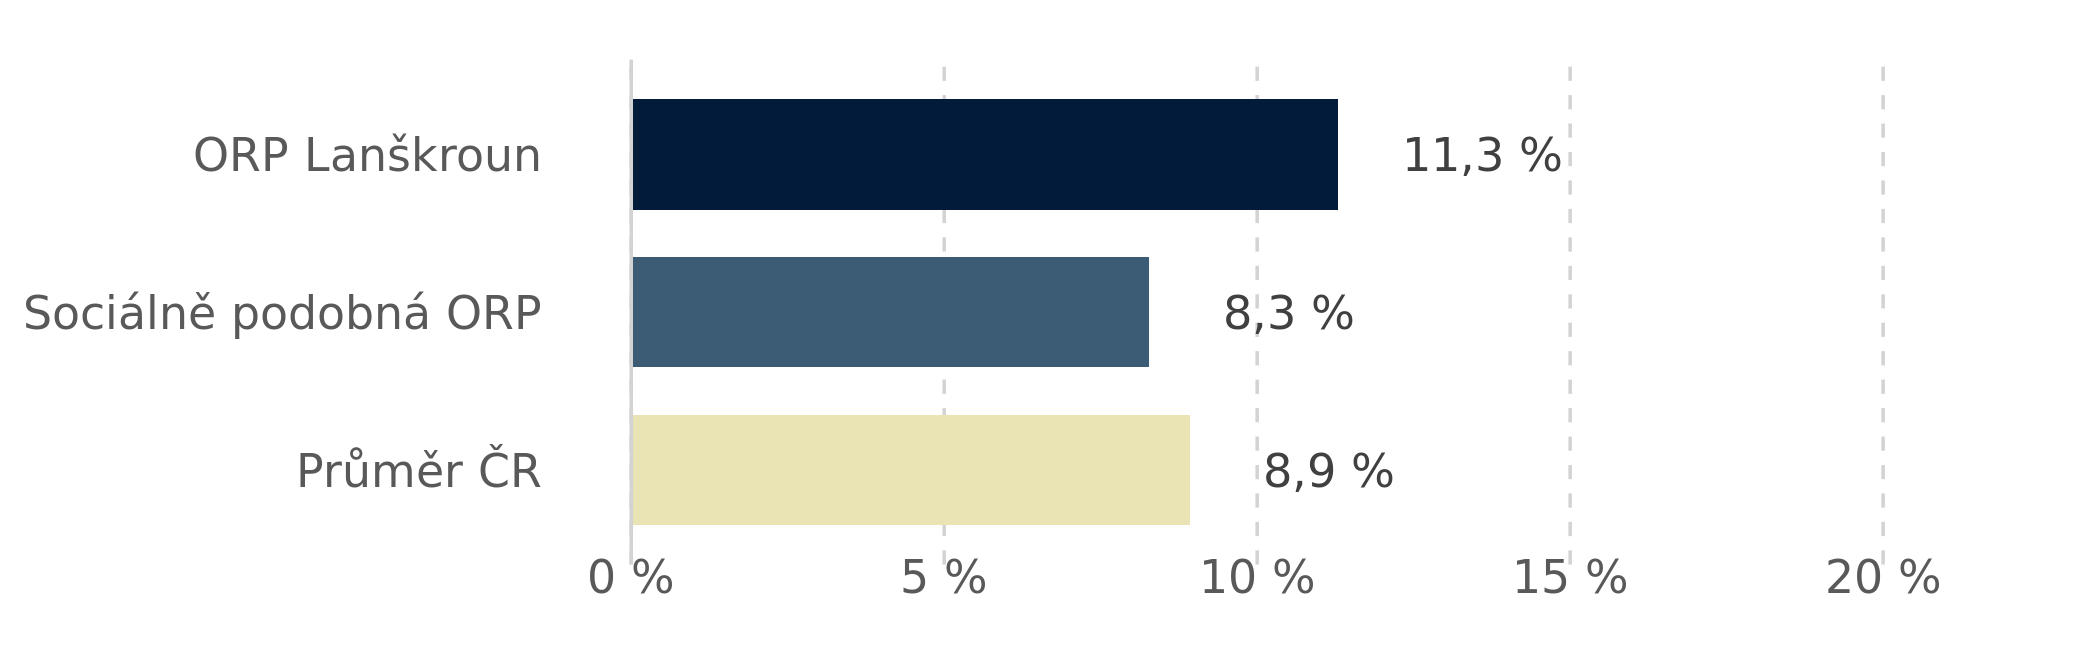 ORP Lanškroun 11,3 %
Sociálně podobná ORP 8,3 %
Průměr ČR 8,9 %
0 % 5 % 10 % 15 % 20 %